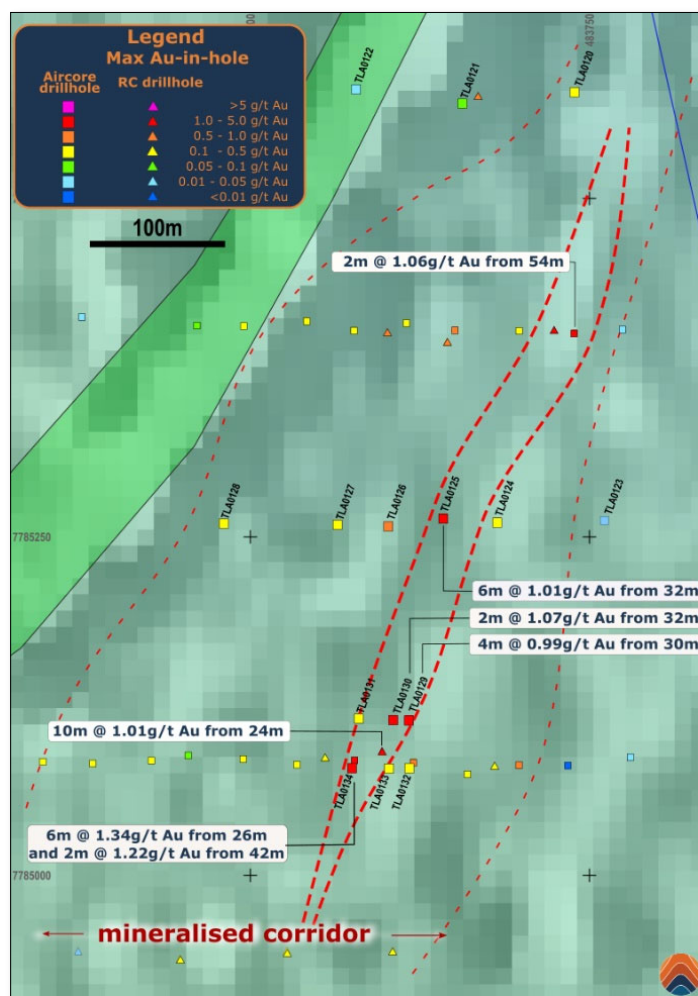 Legend
Max Au-in-hole
Aircore drillhole
RC drillhole
>5 g/t Au
1.0 - 5.0 g/t Au
0.5 - 1.0 g/t Au
0.1 - 0.5 g/t Au
0.05 - 0.1 g/t Au
0.01 - 0.05 g/t Au
<0.01 g/t Au
100m
TLA0122
TLA0121
TLA0120
483750
2m @ 1.06g/t Au from 54m
TLA0128
TLA0127
TLA0126
TLA0125
TLA0124
TLA0123
7785250
6m @ 1.01g/t Au from 32m
2m @ 1.07g/t Au from 32m
4m @ 0.99g/t Au from 30m
TLA0131
TLA0130
TLA0129
10m @ 1.01g/t Au from 24m
TLA0134
TLA0133
TLA0132
6m @ 1.34g/t Au from 26m
and 2m @ 1.22g/t Au from 42m
7785000
mineralised corridor